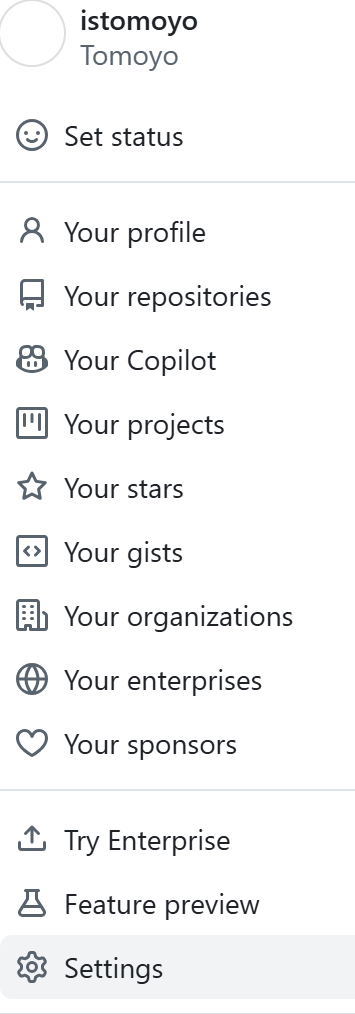 istomoyo
Tomoyo
Set status
Your profile
Your repositories
Your Copilot
Your projects
Your stars
Your gists
Your organizations
Your enterprises
Your sponsors
Try Enterprise
Feature preview
Settings